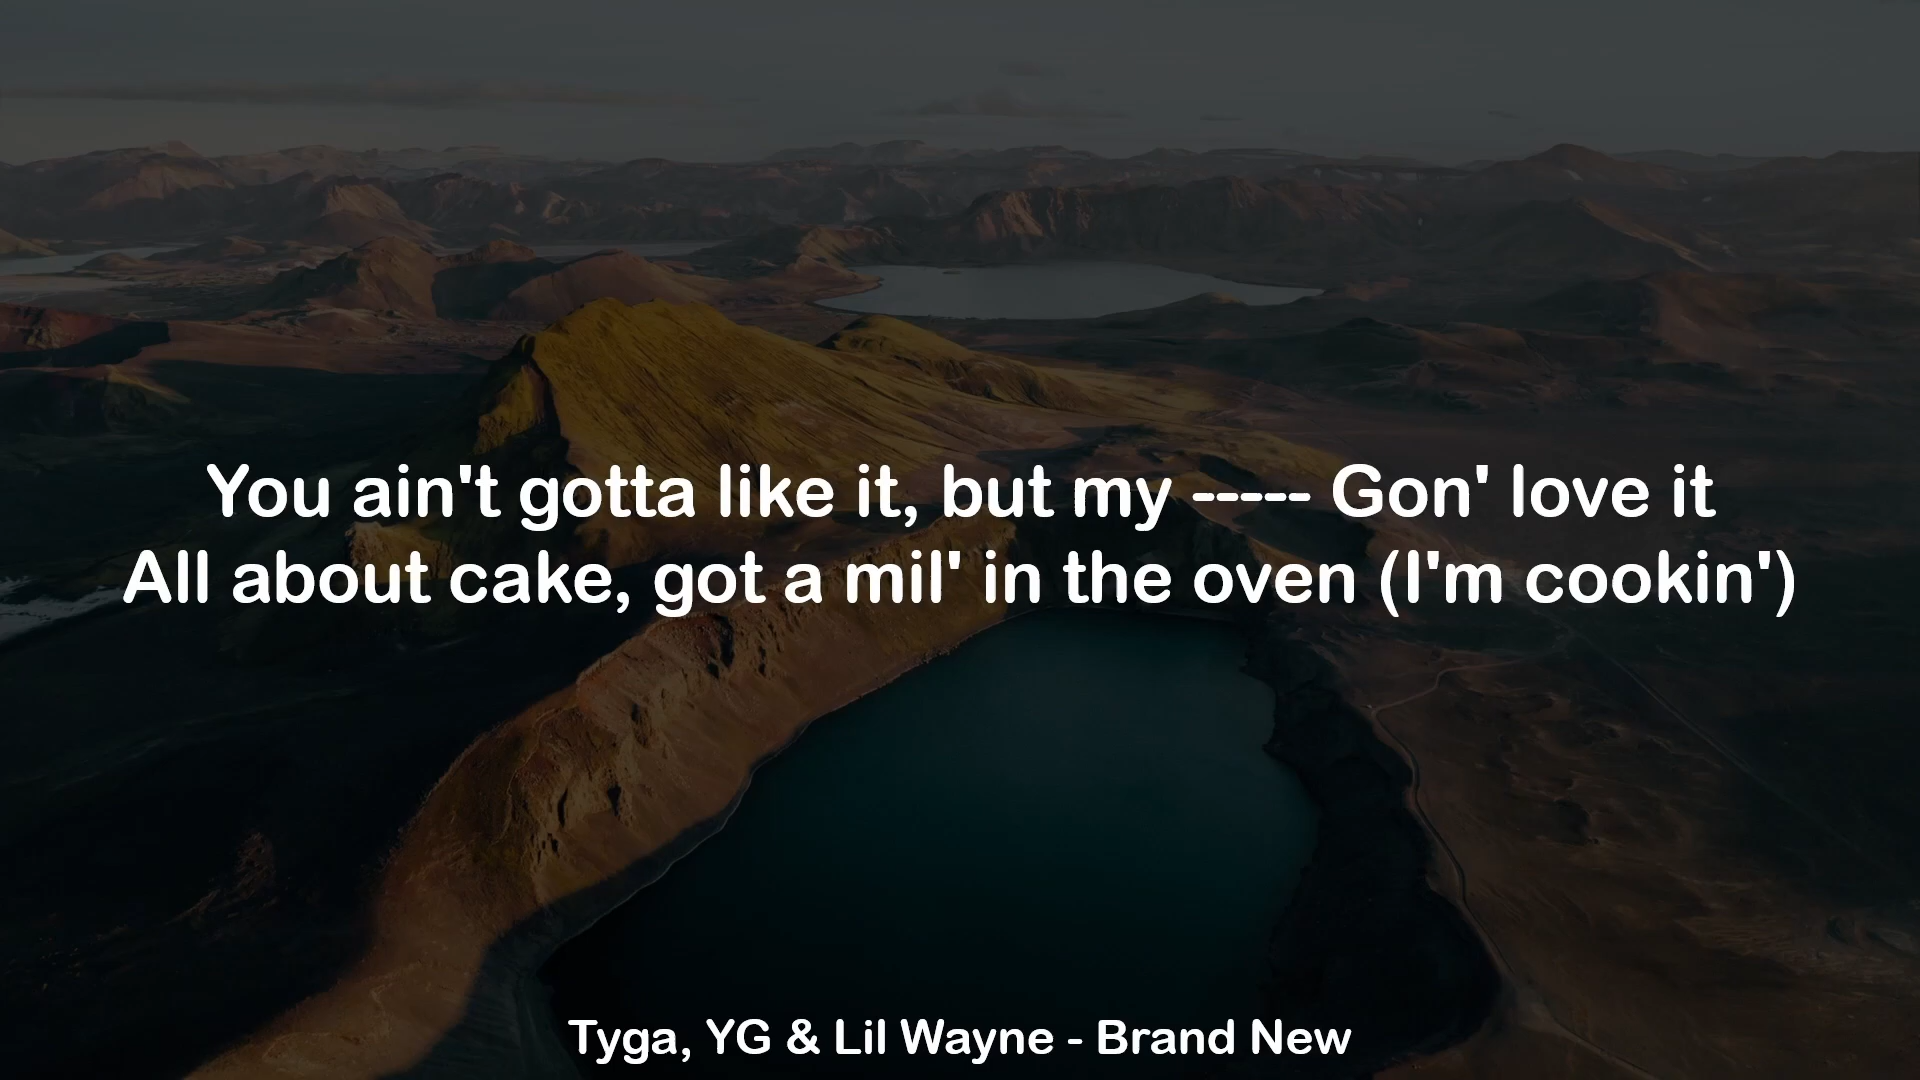 You ain't gotta like it, but my ----- Gon' love it
All about cake, got a mil' in the oven (I'm cookin')
Tyga, YG & Lil Wayne - Brand New